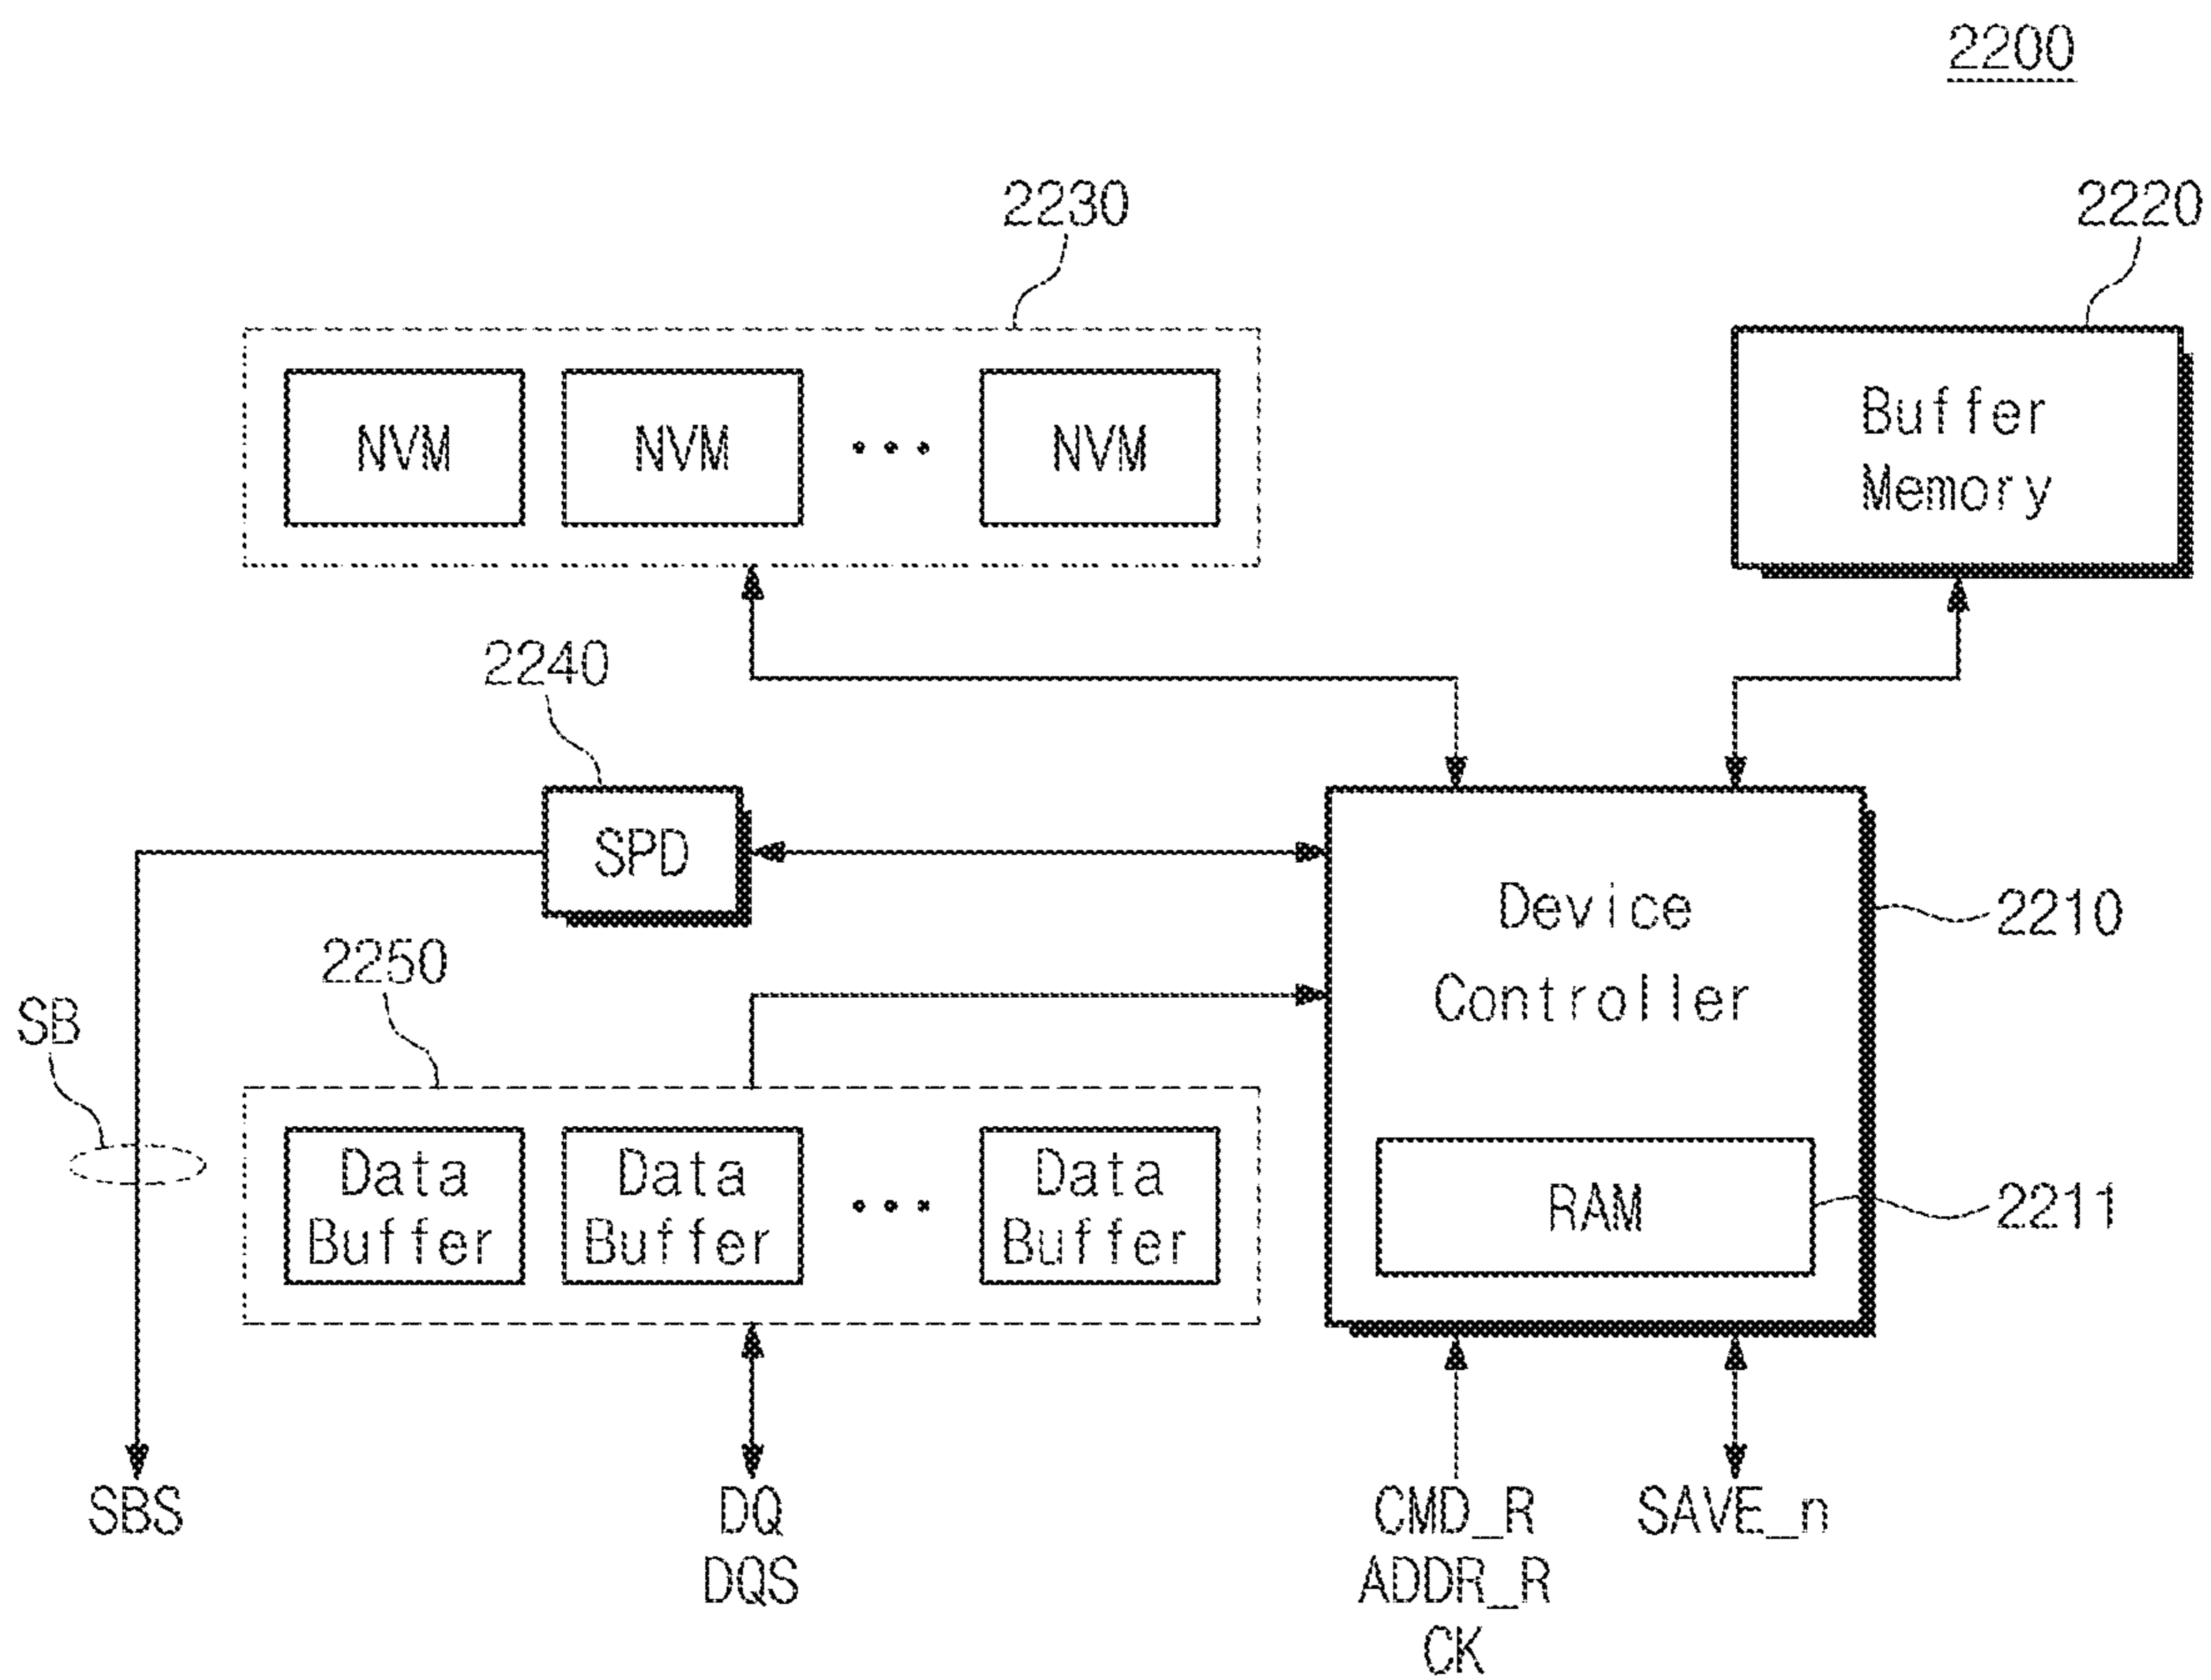 2200
2230
2220
NVM
NVM
NVM
Buffer
Memory
2240
SPD
Device
Controller
2210
2250
SB
Data
Buffer
Data
Buffer
Data
Buffer
RAM
2211
SBS
DQ
DQS
CMD_R
ADDR_R
CK
SAVE_n